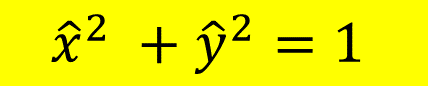 x̂² + ŷ² = 1